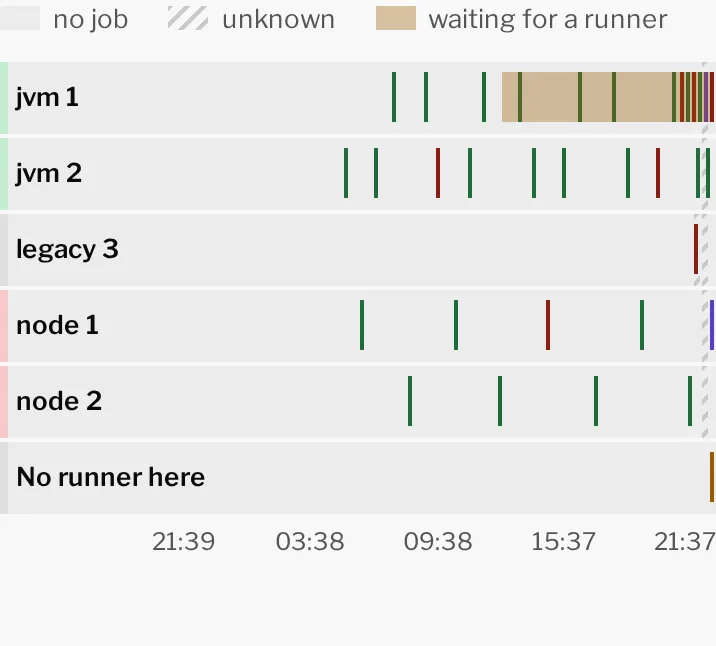 no job unknown waiting for a runner
jvm 1
jvm 2
legacy 3
node 1
node 2
No runner here
21:39 03:38 09:38 15:37 21:37